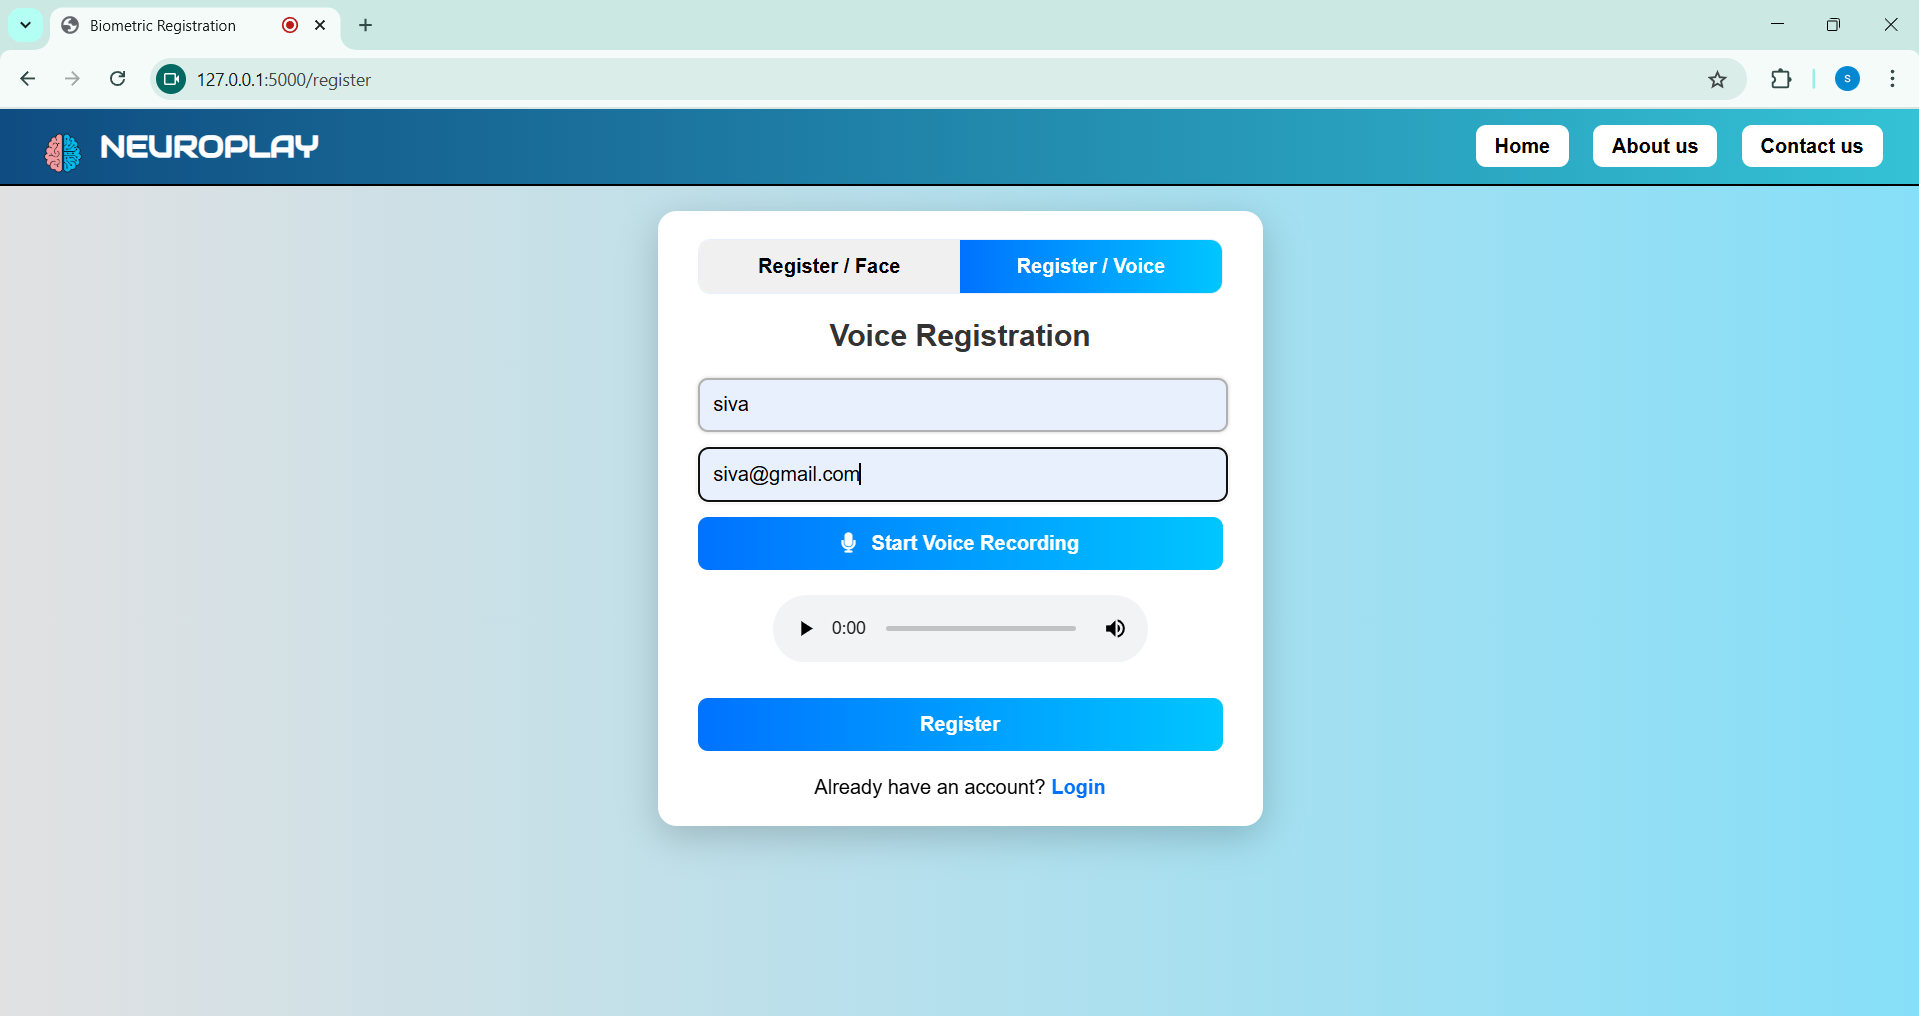 Biometric Registration
127.0.0.1:5000/register
S
NEUROPLAY
Home
About us
Contact us
Register / Face
Register / Voice
Voice Registration
siva
siva@gmail.com
Start Voice Recording
0:00
Register
Already have an account? Login